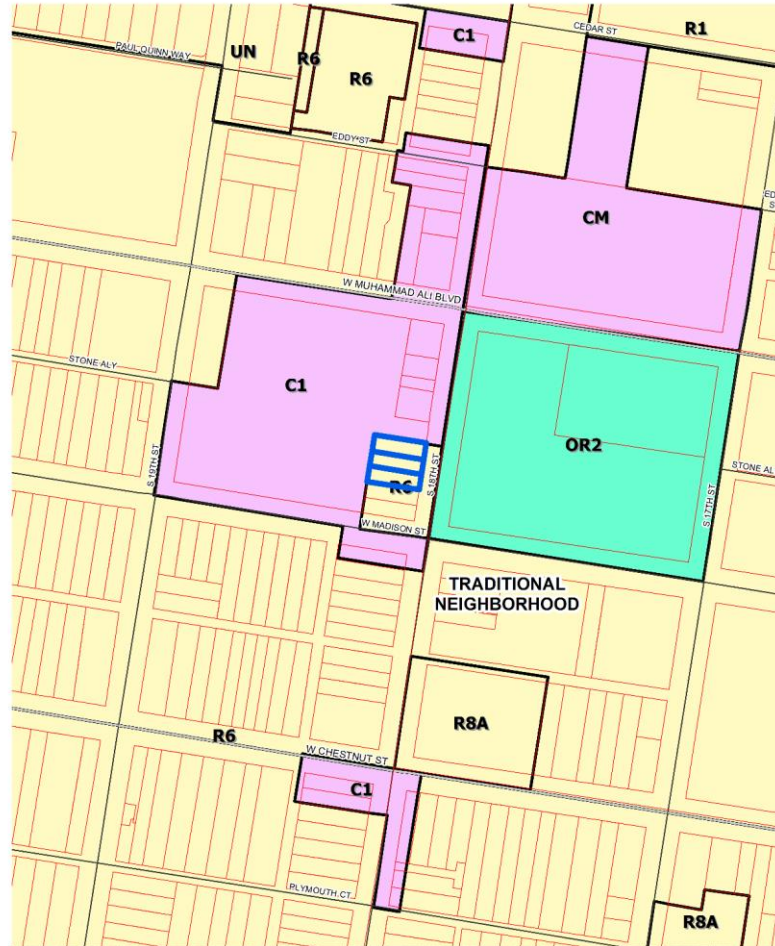 CEDAR ST
R1
C1
PAUL QUINN WAY
UN
R6
R6
EDDY ST
CM
W MUHAMMAD ALI BLVD
STONE ALY
C1
OR2
S 19TH ST
S 18TH ST
S 17TH ST
R6
W MADISON ST
TRADITIONAL
NEIGHBORHOOD
R8A
R6
W CHESTNUT ST
C1
PLYMOUTH CT
R8A